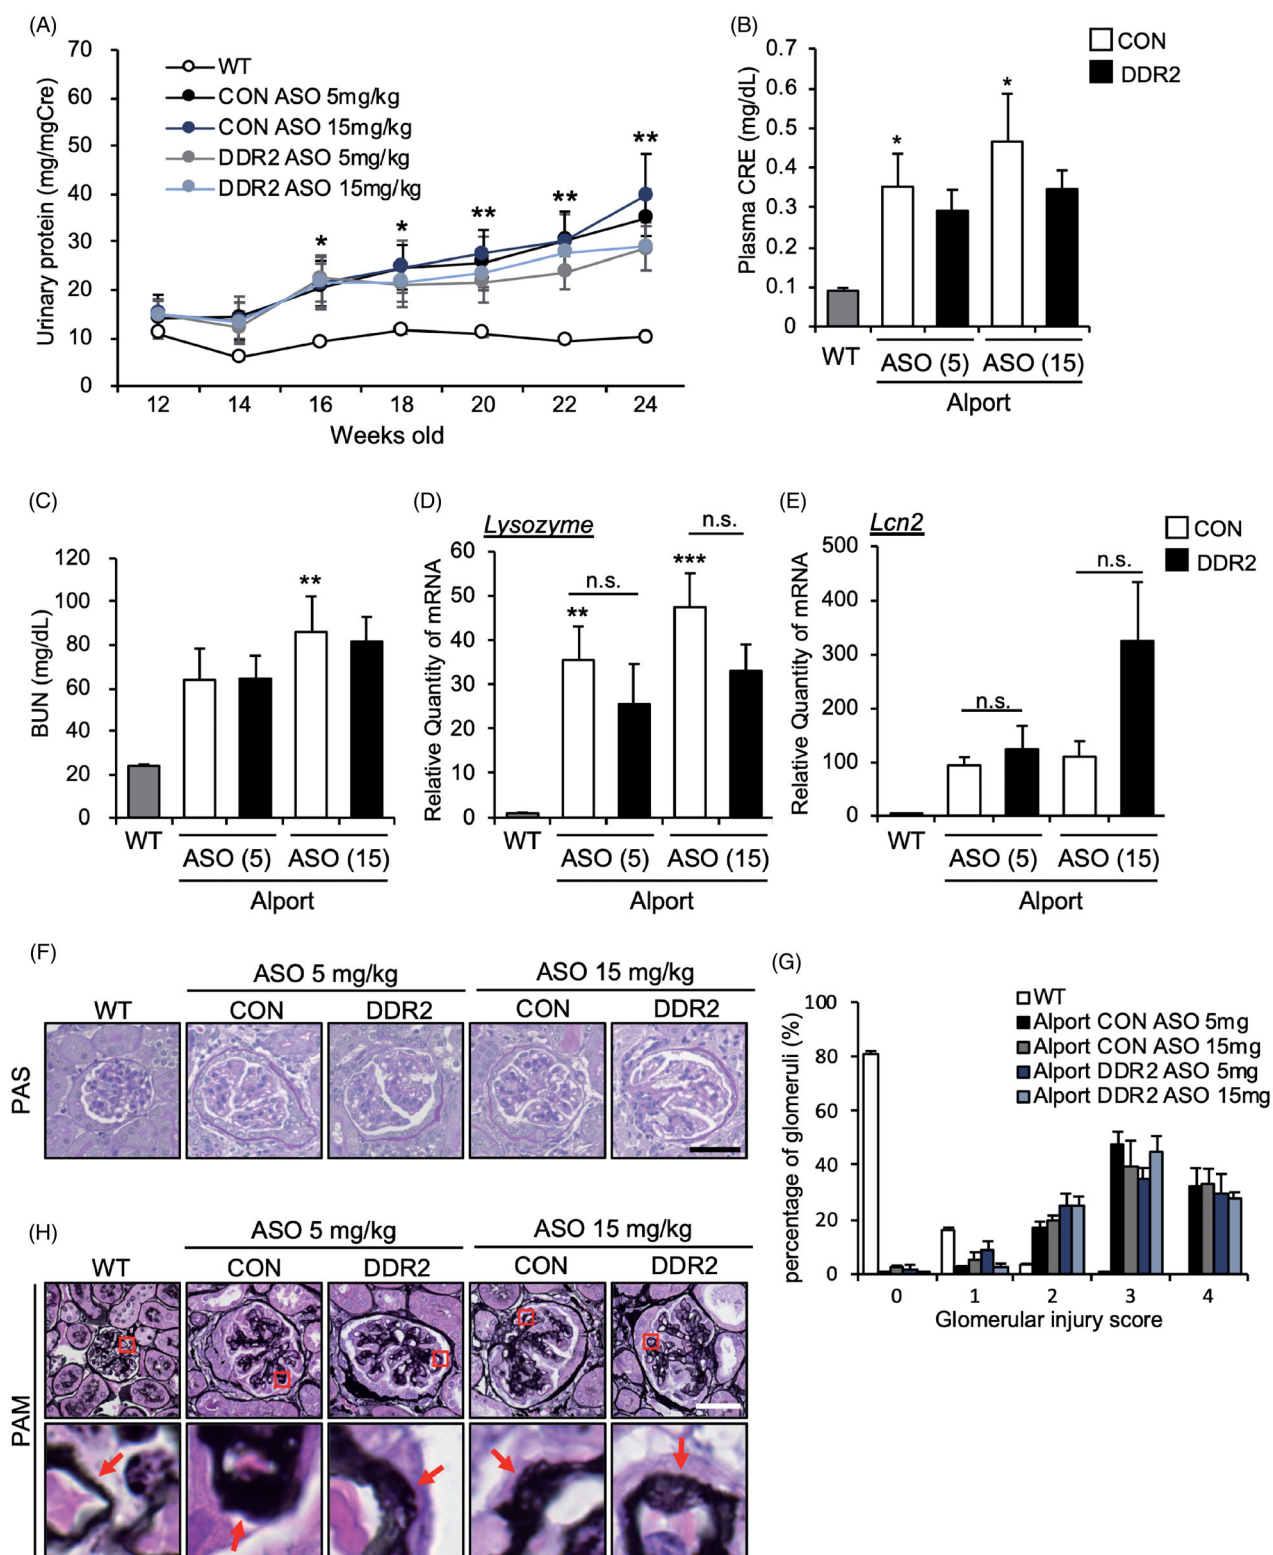 (A)
Urinary protein (mg/mgCre)
70
60
50
40
30
20
10
0
WT
CON ASO 5mg/kg
CON ASO 15mg/kg
DDR2 ASO 5mg/kg
DDR2 ASO 15mg/kg
*
*
**
**
**
12 14 16 18 20 22 24
Weeks old
(B)
Plasma CRE (mg/dL)
0.7
0.6
0.5
0.4
0.3
0.2
0.1
0
CON
DDR2
*
*
WT
ASO (5) ASO (15)
Alport
(C)
BUN (mg/dL)
120
100
80
60
40
20
0
**
WT
ASO (5) ASO (15)
Alport
(D)
Lysozyme
Relative Quantity of mRNA
60
50
40
30
20
10
0
n.s.
n.s.
**
***
WT
ASO (5) ASO (15)
Alport
(E)
Lcn2
Relative Quantity of mRNA
500
400
300
200
100
0
n.s.
n.s.
CON
DDR2
WT
ASO (5) ASO (15)
Alport
(F)
ASO 5 mg/kg ASO 15 mg/kg
WT CON DDR2 CON DDR2
PAS
(G)
percentage of glomeruli (%)
100
80
60
40
20
0
WT
Alport CON ASO 5mg
Alport CON ASO 15mg
Alport DDR2 ASO 5mg
Alport DDR2 ASO 15mg
0 1 2 3 4
Glomerular injury score
(H)
ASO 5 mg/kg ASO 15 mg/kg
WT CON DDR2 CON DDR2
PAM